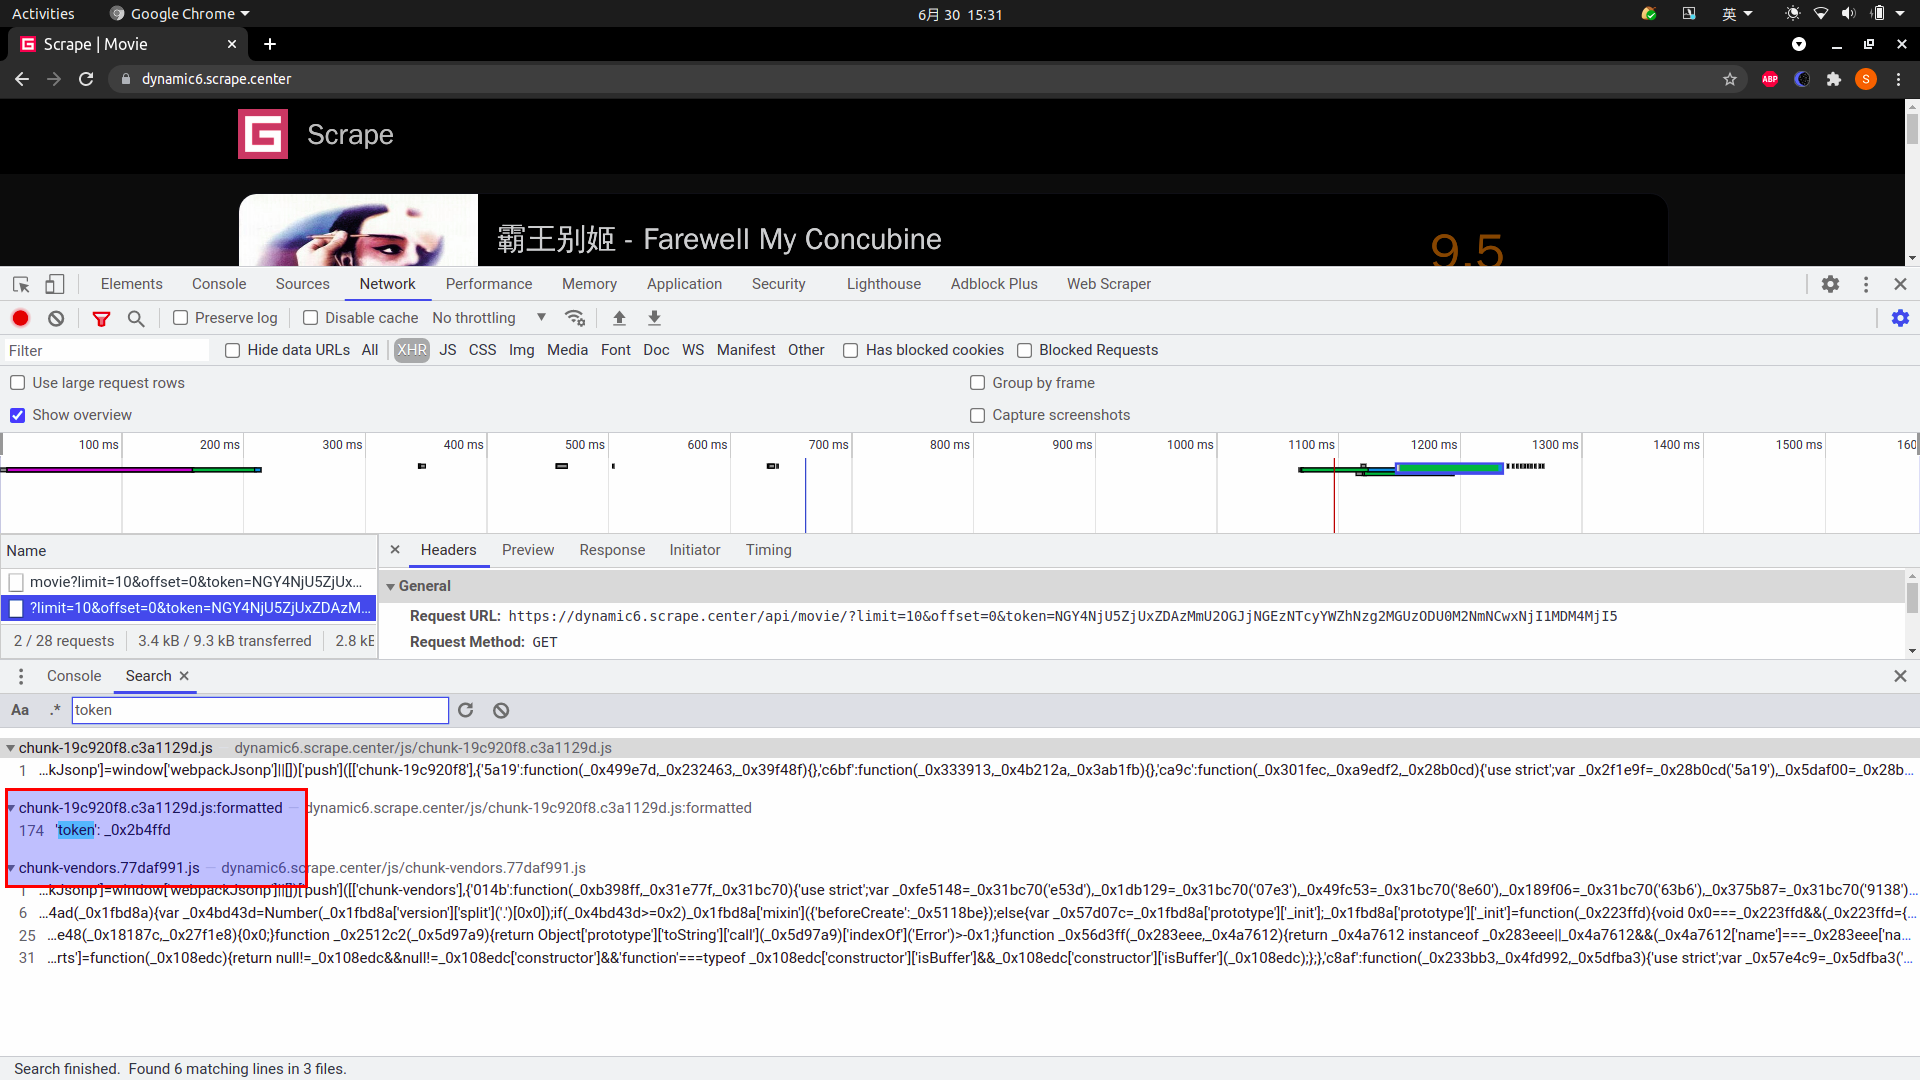 Activities Google Chrome 6月 30 15:31 英
Scrape | Movie
dynamic6.scrape.center ABP S
Scrape
霸王别姬 - Farewell My Concubine 9.5
Elements Console Sources Network Performance Memory Application Security Lighthouse Adblock Plus Web Scraper
Preserve log Disable cache No throttling
Filter Hide data URLs All XHR JS CSS Img Media Font Doc WS Manifest Other Has blocked cookies Blocked Requests
Use large request rows Group by frame
Show overview Capture screenshots
100 ms 200 ms 300 ms 400 ms 500 ms 600 ms 700 ms 800 ms 900 ms 1000 ms 1100 ms 1200 ms 1300 ms 1400 ms 1500 ms 160
Name Headers Preview Response Initiator Timing
movie?limit=10&offset=0&token=NGY4NjU5ZjUx... General
?limit=10&offset=0&token=NGY4NjU5ZjUxZDAzM... Request URL: https://dynamic6.scrape.center/api/movie/?limit=10&offset=0&token=NGY4NjU5ZjUxZDAzMmU2OGJjNGEzNTcyYWZhNzg2MGUzODU0M2NmNCwxNjI1MDM4MjI5
2 / 28 requests 3.4 kB / 9.3 kB transferred 2.8 kE Request Method: GET
Console Search
Aa .* token
chunk-19c920f8.c3a1129d.js dynamic6.scrape.center/js/chunk-19c920f8.c3a1129d.js
1 …kJsonp']=window['webpackJsonp']||[])['push']([['chunk-19c920f8'],{'5a19':function(_0x499e7d,_0x232463,_0x39f48f){},'c6bf':function(_0x333913,_0x4b212a,_0x3ab1fb){},'ca9c':function(_0x301fec,_0xa9edf2,_0x28b0cd){'use strict';var _0x2f1e9f=_0x28b0cd('5a19'),_0x5daf00=_0x28b…
chunk-19c920f8.c3a1129d.js:formatted — dynamic6.scrape.center/js/chunk-19c920f8.c3a1129d.js:formatted
174 'token': _0x2b4ffd
chunk-vendors.77daf991.js — dynamic6.scrape.center/js/chunk-vendors.77daf991.js
1 …kJsonp']=window['webpackJsonp']||[])['push']([['chunk-vendors'],{'014b':function(_0xb398ff,_0x31e77f,_0x31bc70){'use strict';var _0xfe5148=_0x31bc70('e53d'),_0x1db129=_0x31bc70('07e3'),_0x49fc53=_0x31bc70('8e60'),_0x189f06=_0x31bc70('63b6'),_0x375b87=_0x31bc70('9138')…
6 …4ad(_0x1fbd8a){var _0x4bd43d=Number(_0x1fbd8a['version']['split']('.')[0x0]);if(_0x4bd43d>=0x2)_0x1fbd8a['mixin']({'beforeCreate':_0x5118be});else{var _0x57d07c=_0x1fbd8a['prototype']['_init'];_0x1fbd8a['prototype']['_init']=function(_0x223ffd){void 0x0===_0x223ffd&&(_0x223ffd={…
25 …e48(_0x18187c,_0x27f1e8){0x0;}function _0x2512c2(_0x5d97a9){return Object['prototype']['toString']['call'](_0x5d97a9)['indexOf']('Error')>-0x1;}function _0x56d3ff(_0x283eee,_0x4a7612){return _0x4a7612 instanceof _0x283eee||_0x4a7612&&(_0x4a7612['name']===_0x283eee['na…
31 …rts']=function(_0x108edc){return null!=_0x108edc&&null!=_0x108edc['constructor']&&'function'===typeof _0x108edc['constructor']['isBuffer']&&_0x108edc['constructor']['isBuffer'](_0x108edc);};},'c8af':function(_0x233bb3,_0x4fd992,_0x5dfba3){'use strict';var _0x57e4c9=_0x5dfba3('…
Search finished. Found 6 matching lines in 3 files.